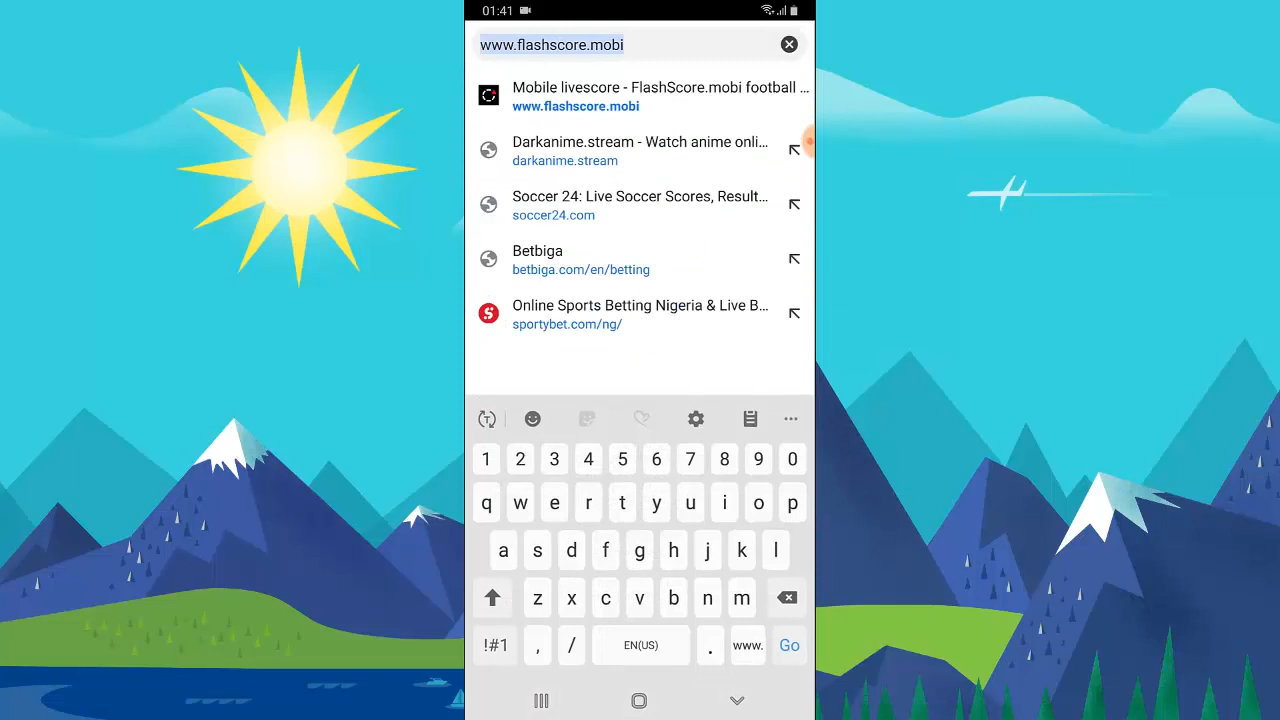 01:41
www.flashscore.mobi
Mobile livescore - FlashScore.mobi football ...
www.flashscore.mobi
Darkanime.stream - Watch anime onli...
darkanime.stream
Soccer 24: Live Soccer Scores, Result...
soccer24.com
Betbiga
betbiga.com/en/betting
Online Sports Betting Nigeria & Live B...
sportybet.com/ng/
1 2 3 4 5 6 7 8 9 0
q w e r t y u i o p
a s d f g h j k l
z x c v b n m
!#1 , / EN(US) . www. Go